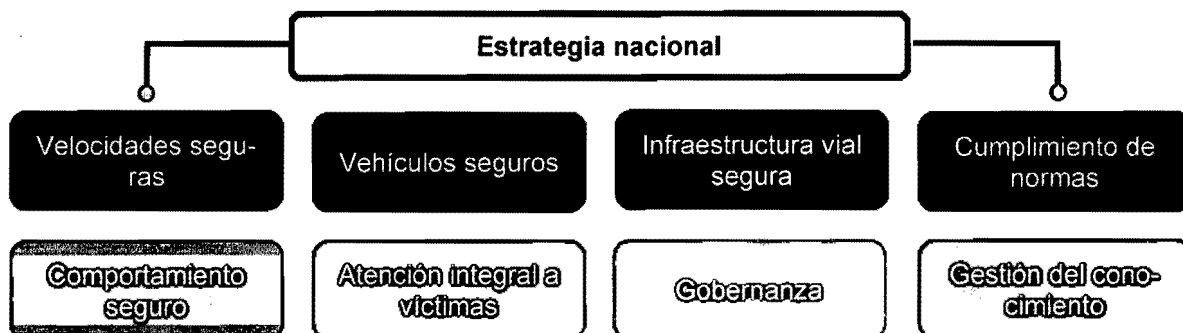 Estrategia nacional
Velocidades segu-
ras
Vehículos seguros
Infraestructura vial
segura
Cumplimiento de
normas
Comportamiento
seguro
Atención integral a
víctimas
Gobernanza
Gestión del cono-
cimiento